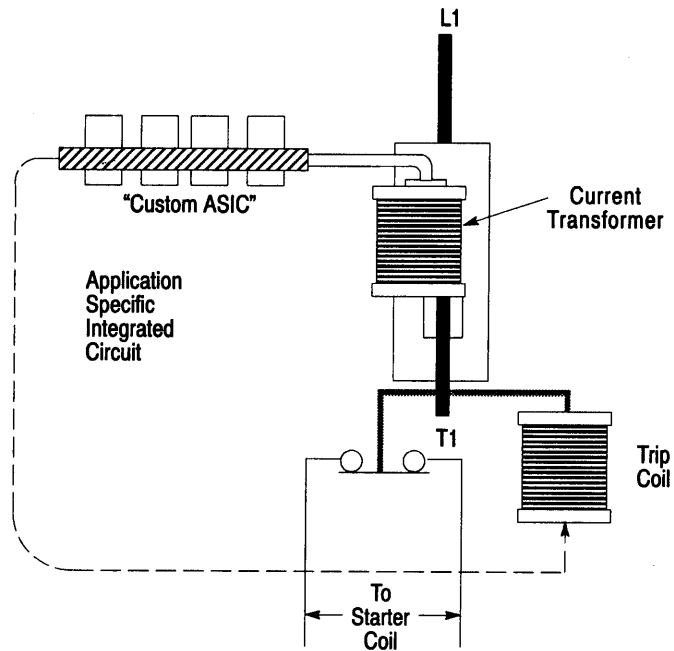 L1
"Custom ASIC"
Current
Transformer
Application
Specific
Integrated
Circuit
T1
Trip
Coil
To
Starter
Coil